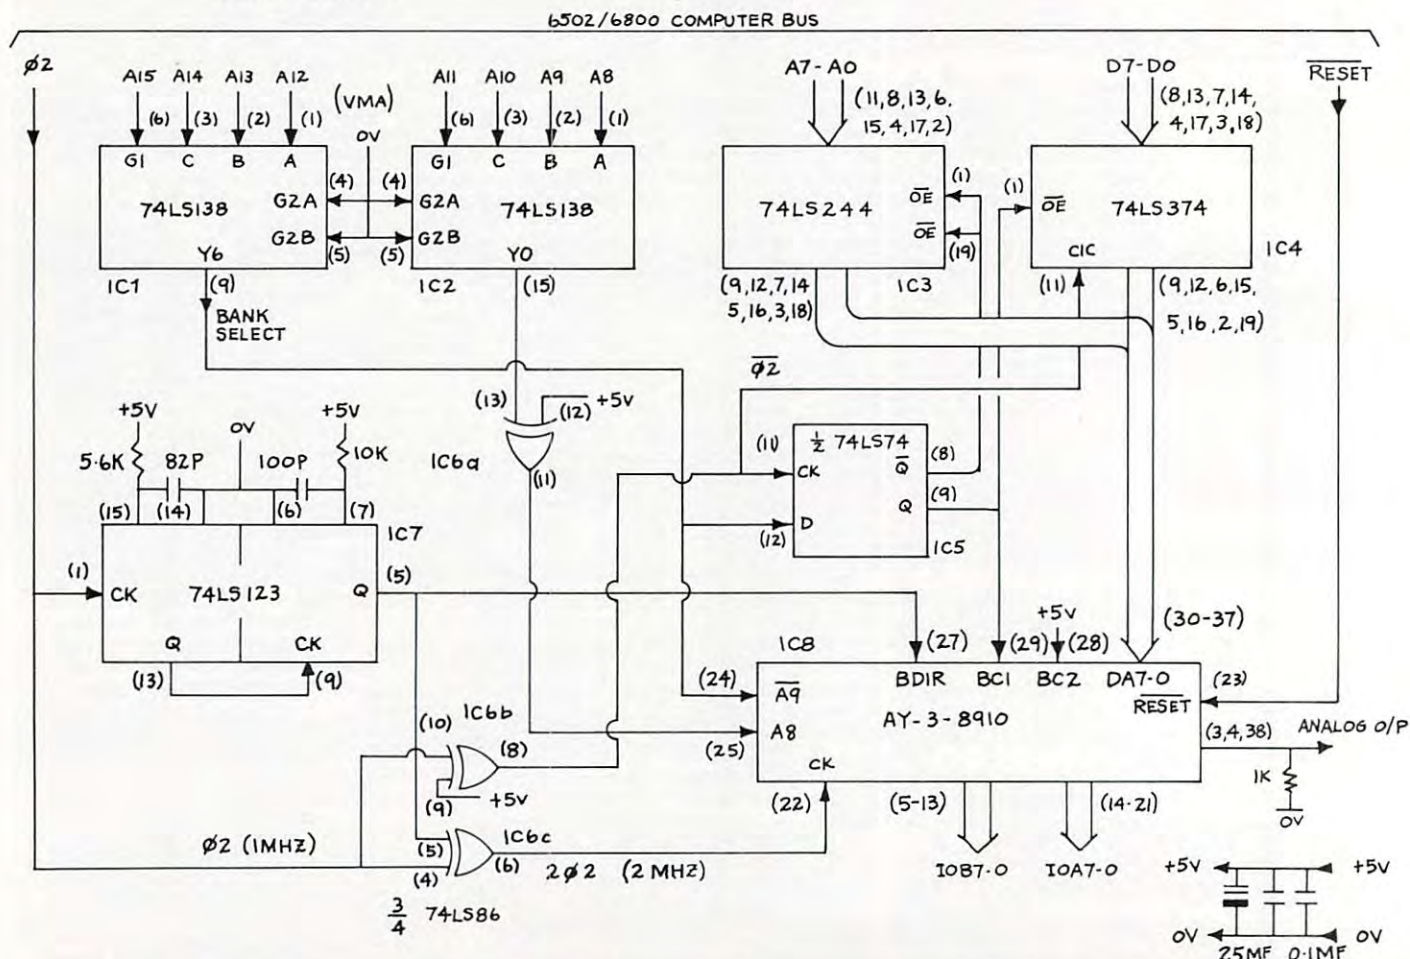 6502/6800 COMPUTER BUS
ϕ2
A15 A14 A13 A12
(VMA)
A11 A10 A9 A8
A7-A0
D7-D0
RESET
(6) (3) (2) (1)
0V
(6) (3) (2) (1)
(11,8,13,6,
15,4,17,2)
(8,13,7,14,
4,17,3,18)
G1 C B A
G1 C B A
(4) (4)
(1)
(1)
74LS138
G2A
G2A
74LS138
74LS244
OE
OE
74LS374
G2B
G2B
OE
Y6
(5) (5)
Y0
(19)
CIC
IC4
IC1
(9)
IC2
(15)
(9,12,7,14
5,16,3,18)
IC3
(11)
(9,12,6,15,
5,16,2,19)
BANK
SELECT
ϕ2
+5V
0V
+5V
(13)
(12)
+5V
5.6K
82P
100P
10K
IC6a
(11)
(11)
½ 74LS74
CK
Q
(8)
(15) (14) (6) (7)
Q
(9)
D
(12)
IC5
IC7
(1)
CK
74LS123
Q
(5)
+5V
(30-37)
Q
CK
IC8
(27)
(29)
(28)
(13)
(9)
(24)
A9
BDIR
BC1
BC2
DA7-0
(23)
RESET
(10)
IC6b
(8)
(25)
A8
AY-3-8910
(3,4,38)
ANALOG O/P
CK
1K
(9)
+5V
(22)
(5-13)
(14-21)
0V
ϕ2 (1MHZ)
(5)
IC6c
(4)
(6)
2ϕ2 (2 MHZ)
IOB7-0
IOA7-0
+5V
+5V
3/4 74LS86
0V
0V
25MF 0.1MF